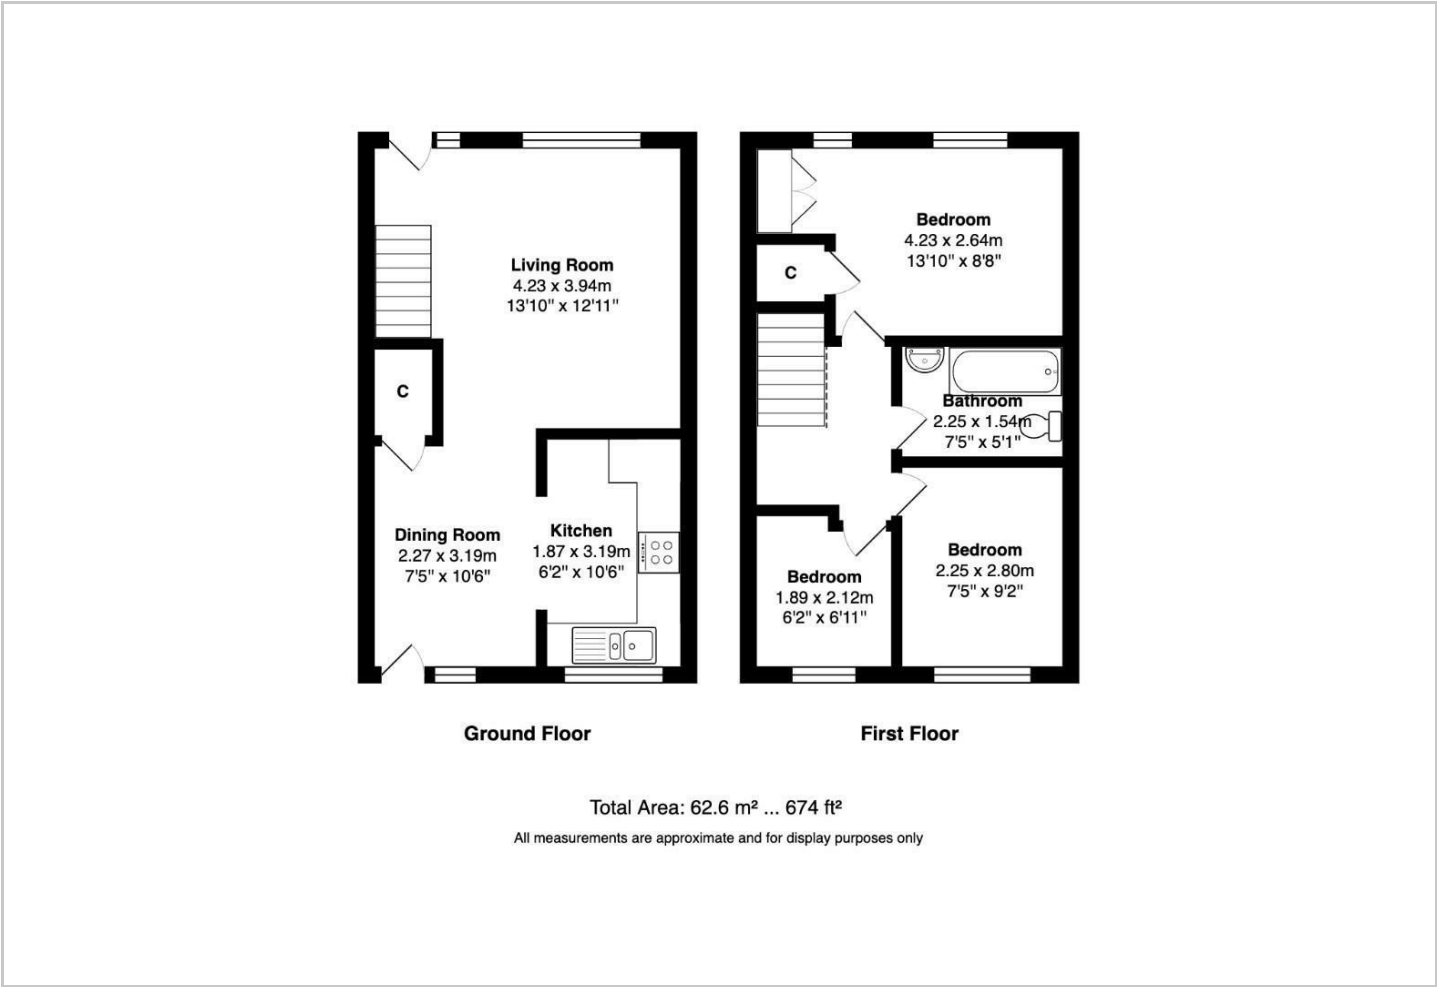 Living Room
4.23 x 3.94m
13'10" x 12'11"
C
Dining Room
2.27 x 3.19m
7'5" x 10'6"
Kitchen
1.87 x 3.19m
6'2" x 10'6"
Ground Floor
Bedroom
4.23 x 2.64m
13'10" x 8'8"
C
Bathroom
2.25 x 1.54m
7'5" x 5'1"
Bedroom
2.25 x 2.80m
7'5" x 9'2"
Bedroom
1.89 x 2.12m
6'2" x 6'11"
First Floor
Total Area: 62.6 m² ... 674 ft²
All measurements are approximate and for display purposes only